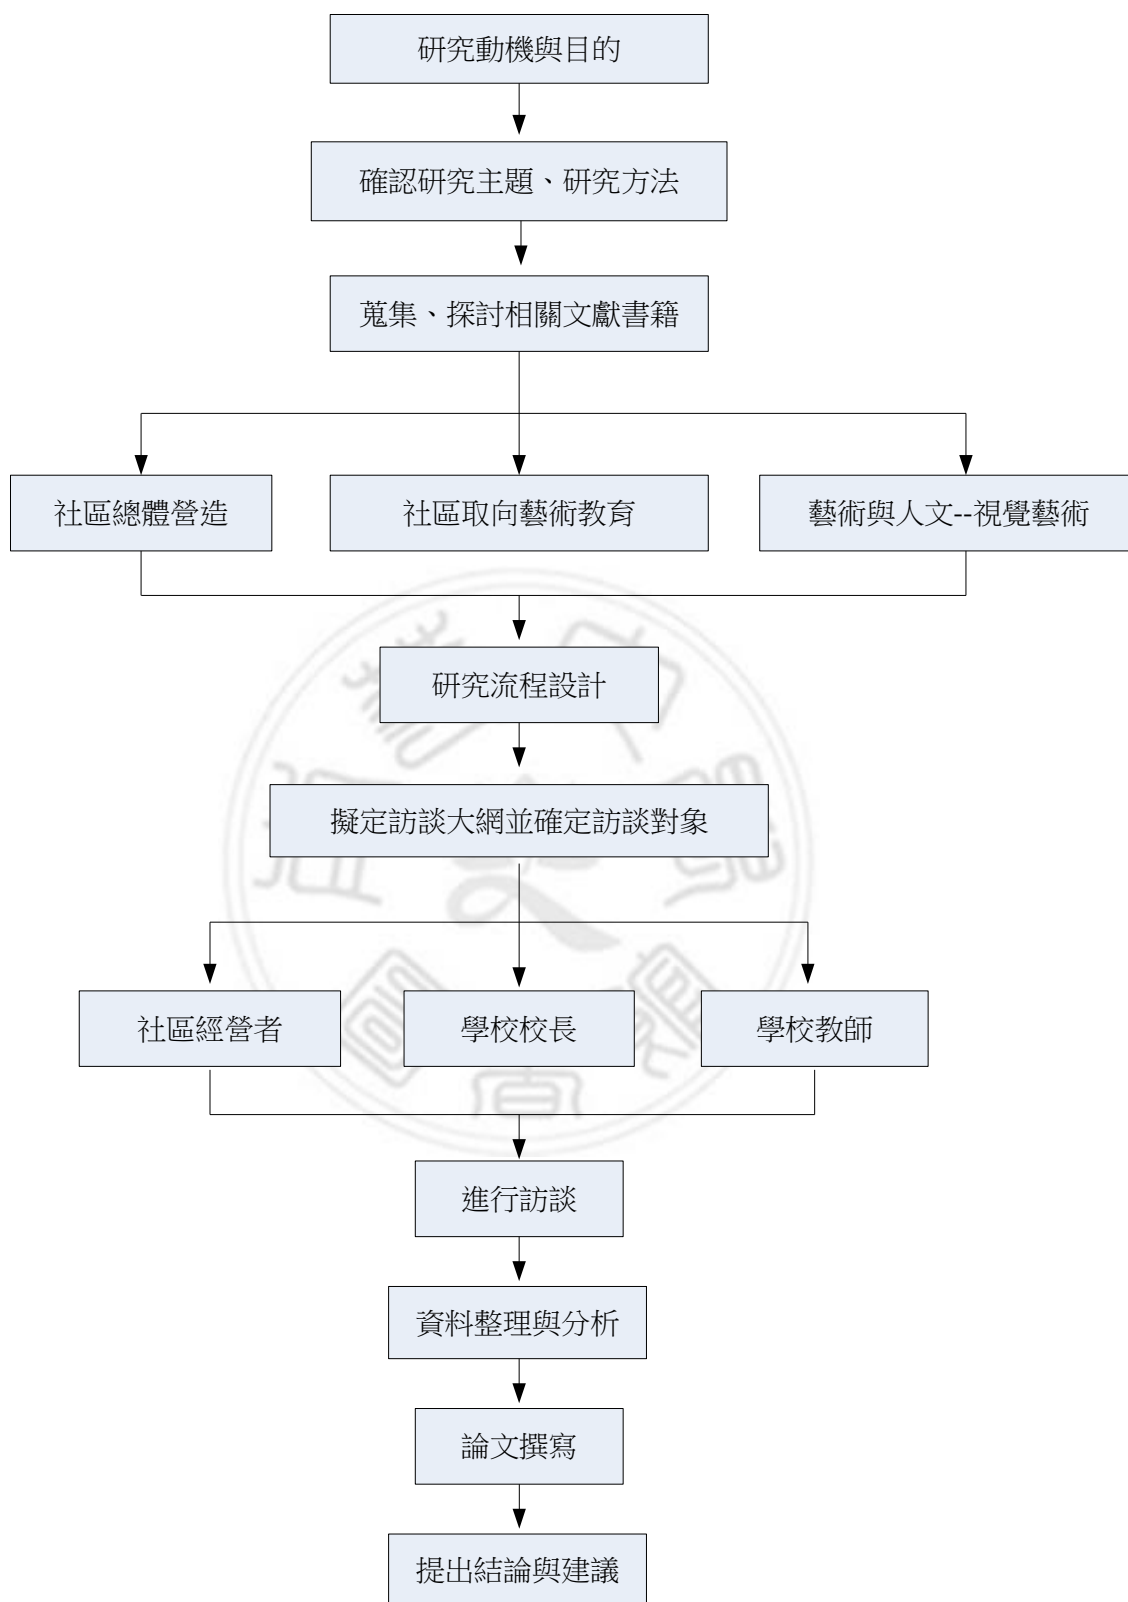 研究動機與目的
確認研究主題、研究方法
蒐集、探討相關文獻書籍
社區總體營造
社區取向藝術教育
藝術與人文--視覺藝術
研究流程設計
擬定訪談大網並確定訪談對象
社區經營者
學校校長
學校教師
進行訪談
資料整理與分析
論文撰寫
提出結論與建議